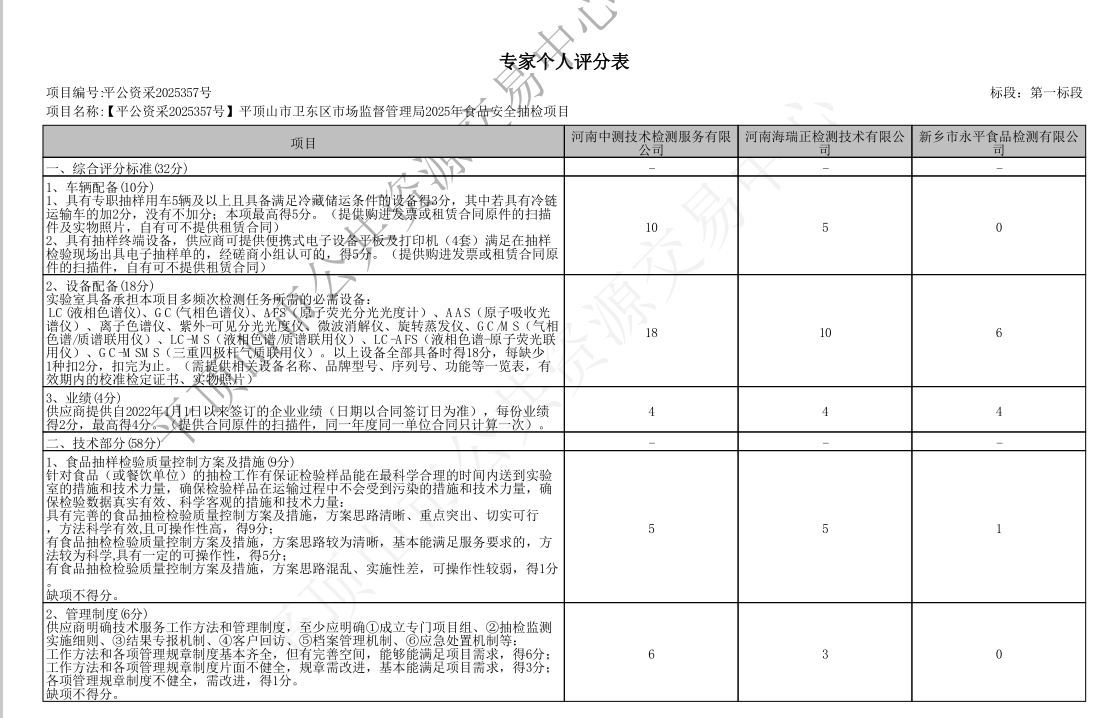 专家个人评分表
项目编号:平公资采2025357号
标段：第一标段
项目名称:【平公资采2025357号】平顶山市卫东区市场监督管理局2025年食品安全抽检项目
项目
河南中测技术检测服务有限
公司
河南海瑞正检测技术有限公
司
新乡市永平食品检测有限公
司
一、综合评分标准(32分)
–
–
–
1、车辆配备(10分)
1、具有专职抽样用车5辆及以上且具备满足冷藏储运条件的设备得3分，其中若具有冷链
运输车的加2分，没有不加分；本项最高得5分。（提供购进发票或租赁合同原件的扫描
件及实物照片，自有可不提供租赁合同）
2、具有抽样终端设备，供应商可提供便携式电子设备平板及打印机（4套）满足在抽样
检验现场出具电子抽样单的，经磋商小组认可的，得5分。（提供购进发票或租赁合同原
件的扫描件，自有可不提供租赁合同）
10
5
0
2、设备配备(18分)
实验室具备承担本项目多频次检测任务所需的必需设备：
LC(液相色谱仪)、GC(气相色谱仪)、AFS（原子荧光分光光度计）、AAS（原子吸收光
谱仪）、离子色谱仪、紫外-可见分光光度仪、微波消解仪、旋转蒸发仪、GC/MS（气相
色谱/质谱联用仪）、LC-MS（液相色谱/质谱联用仪）、LC-AFS（液相色谱-原子荧光联
用仪）、GC-MSMS（三重四极杆气质联用仪）。以上设备全部具备时得18分，每缺少
1种扣2分，扣完为止。（需提供相关设备名称、品牌型号、序列号、功能等一览表，有
效期内的校准检定证书、实物照片）
18
10
6
3、业绩(4分)
供应商提供自2022年1月1日以来签订的企业业绩（日期以合同签订日为准），每份业绩
得2分，最高得4分。（提供合同原件的扫描件，同一年度同一单位合同只计算一次）。
4
4
4
二、技术部分(58分)
–
–
–
1、食品抽样检验质量控制方案及措施(9分)
针对食品（或餐饮单位）的抽检工作有保证检验样品能在最科学合理的时间内送到实验
室的措施和技术力量，确保检验样品在运输过程中不会受到污染的措施和技术力量，确
保检验数据真实有效、科学客观的措施和技术力量；
具有完善的食品抽检检验质量控制方案及措施，方案思路清晰、重点突出、切实可行
，方法科学有效,且可操作性高，得9分；
有食品抽检检验质量控制方案及措施，方案思路较为清晰，基本能满足服务要求的，方
法较为科学,具有一定的可操作性，得5分；
有食品抽检检验质量控制方案及措施，方案思路混乱、实施性差，可操作性较弱，得1分
。
缺项不得分。
5
5
1
2、管理制度(6分)
供应商明确技术服务工作方法和管理制度，至少应明确①成立专门项目组、②抽检监测
实施细则、③结果专报机制、④客户回访、⑤档案管理机制、⑥应急处置机制等：
工作方法和各项管理规章制度基本齐全，但有完善空间，能够能满足项目需求，得6分；
工作方法和各项管理规章制度片面不健全，规章需改进，基本能满足项目需求，得3分；
各项管理规章制度不健全，需改进，得1分。
缺项不得分。
6
3
0
平顶山市公共资源交易中心
平顶山市公共资源交易中心